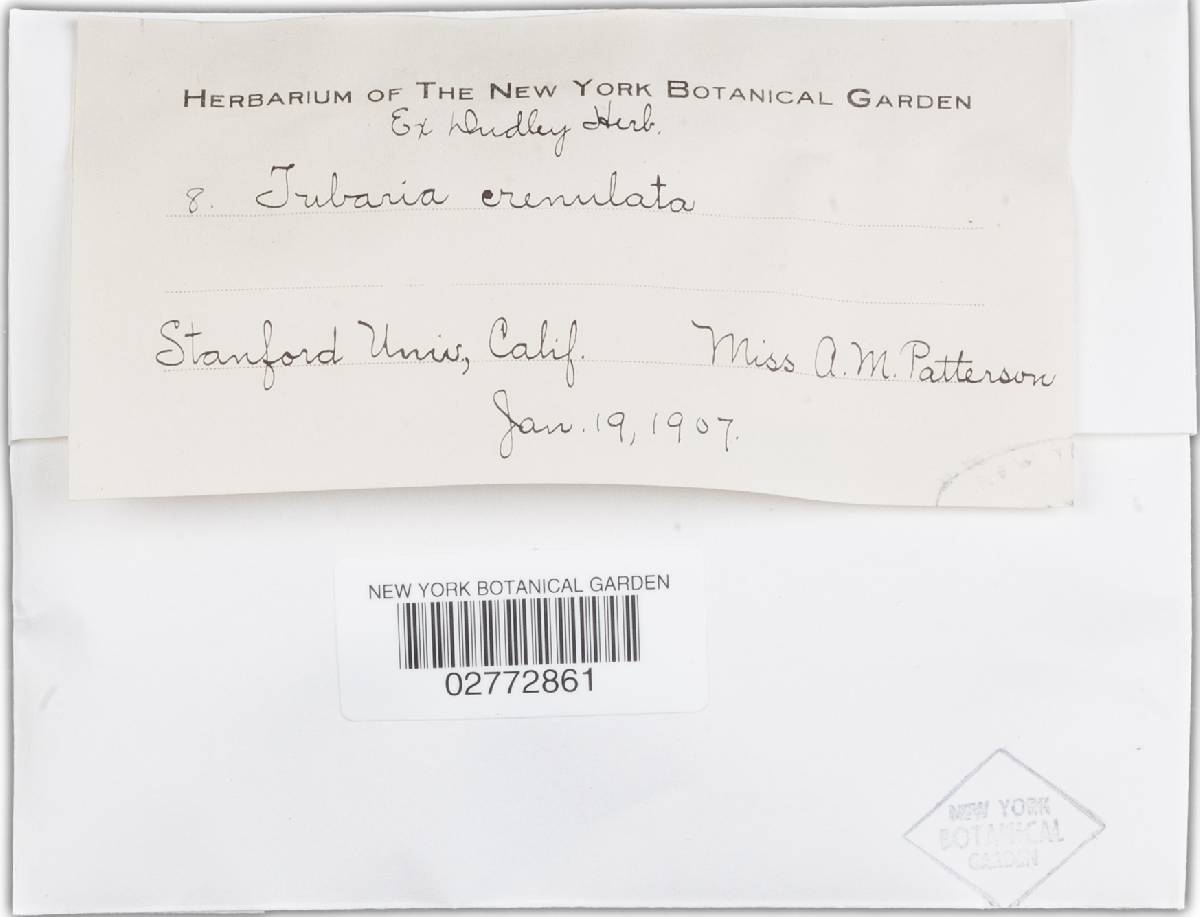 HERBARIUM OF THE NEW YORK BOTANICAL GARDEN
Ex Dudley Herb.
8. Tubaria crenulata
Stanford Univ., Calif. Miss A. M. Patterson
Jan. 19, 1907.
NEW YORK BOTANICAL GARDEN
02772861
NEW YORK
BOTANICAL
GARDEN